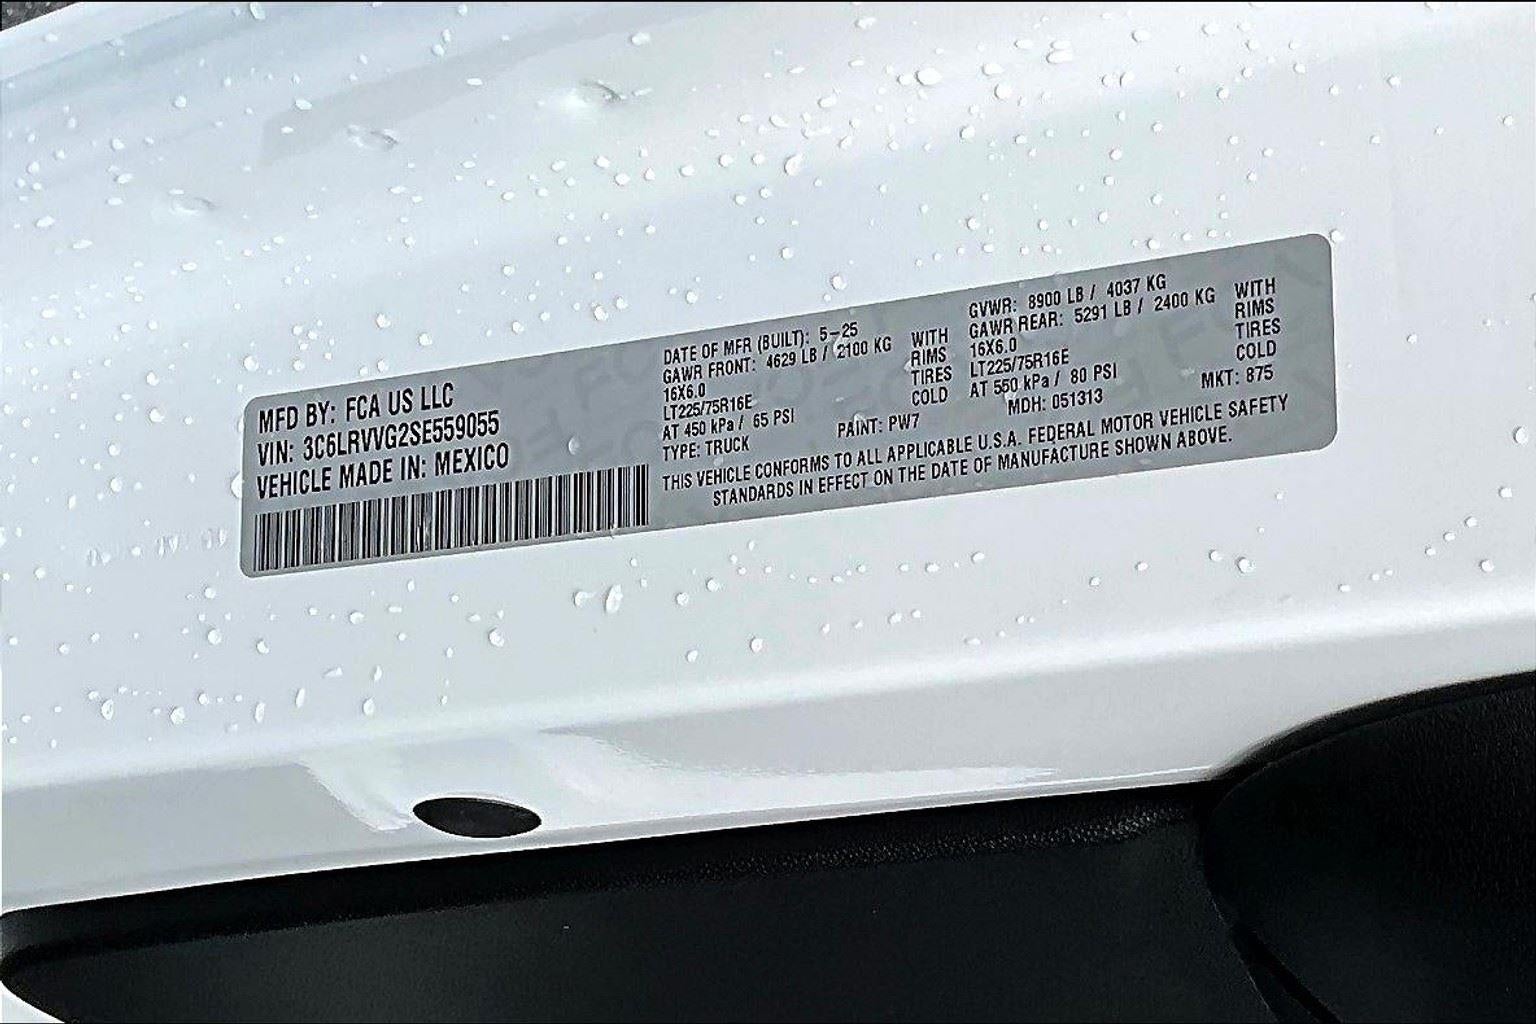 MFD BY: FCA US LLC
VIN: 3C6LRVVG2SE559055
VEHICLE MADE IN: MEXICO
DATE OF MFR (BUILT): 5-25
GAWR FRONT: 4629 LB / 2100 KG WITH
16X6.0 RIMS
LT225/75R16E TIRES
AT 450 kPa / 65 PSI COLD
TYPE: TRUCK PAINT: PW7
GVWR: 8900 LB / 4037 KG
GAWR REAR: 5291 LB / 2400 KG WITH
16X6.0 RIMS
LT225/75R16E TIRES
AT 550 kPa / 80 PSI COLD
MDH: 051313 MKT: 875
THIS VEHICLE CONFORMS TO ALL APPLICABLE U.S.A. FEDERAL MOTOR VEHICLE SAFETY
STANDARDS IN EFFECT ON THE DATE OF MANUFACTURE SHOWN ABOVE.